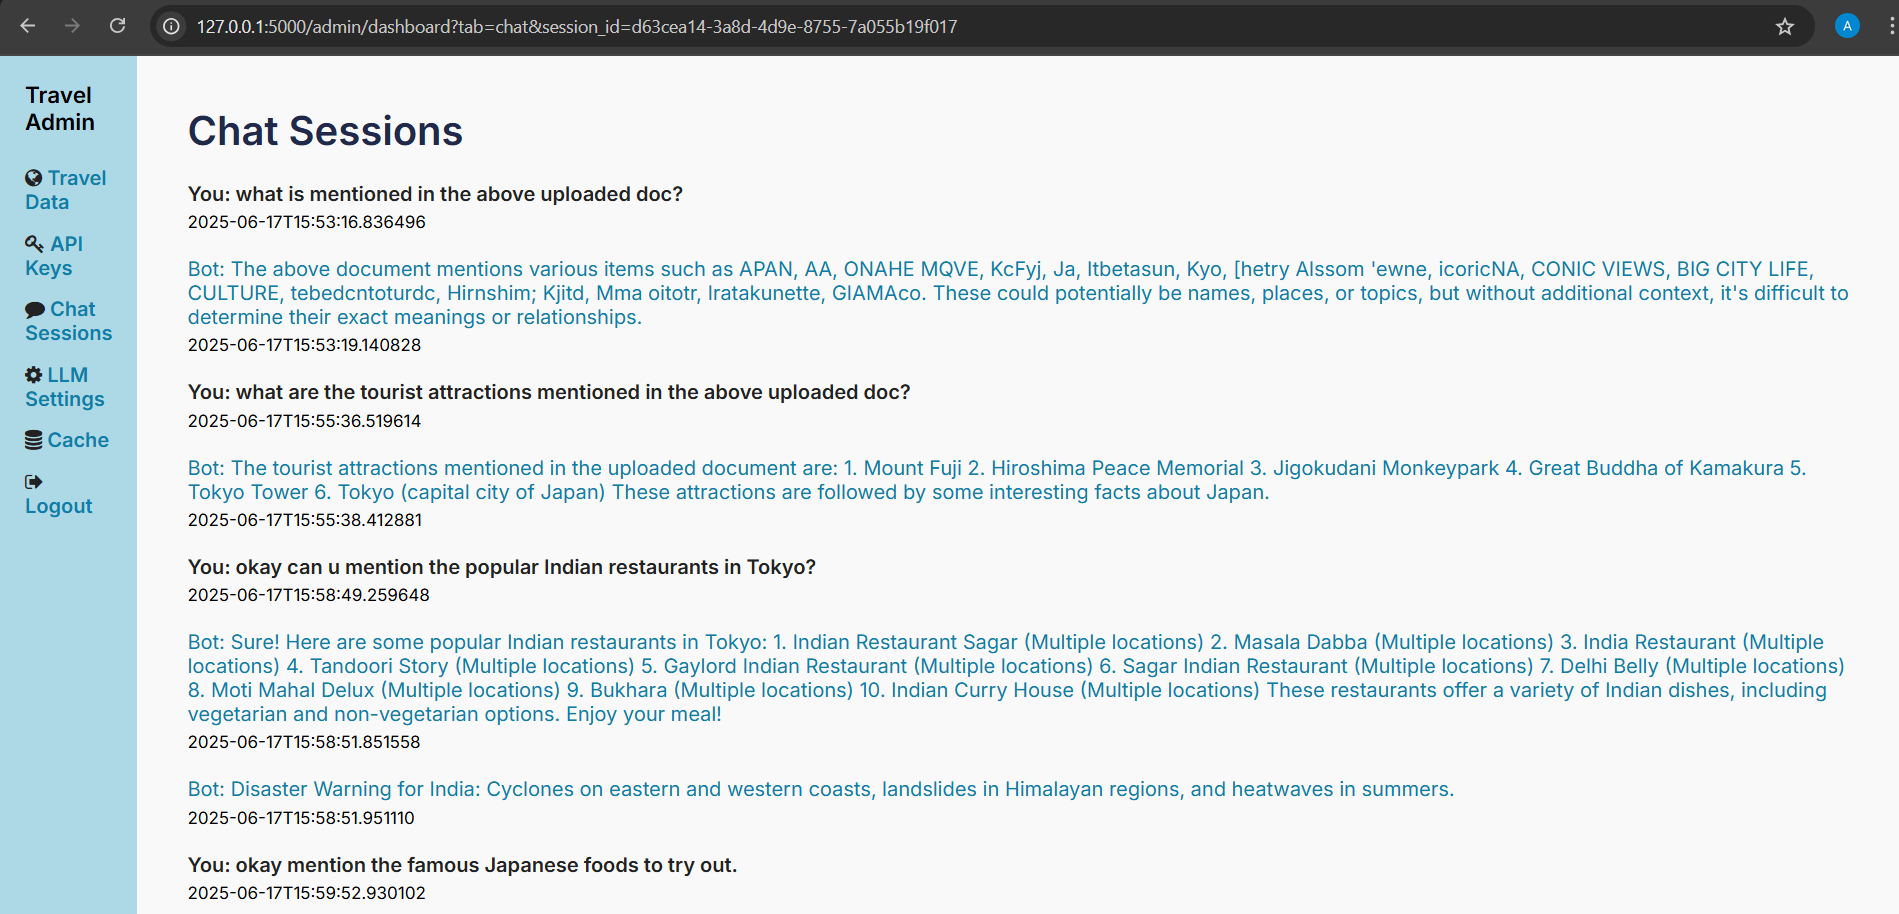 127.0.0.1:5000/admin/dashboard?tab=chat&session_id=d63cea14-3a8d-4d9e-8755-7a055b19f017
A
Travel
Admin
Travel
Data
API
Keys
Chat
Sessions
LLM
Settings
Cache
Logout
Chat Sessions
You: what is mentioned in the above uploaded doc?
2025-06-17T15:53:16.836496
Bot: The above document mentions various items such as APAN, AA, ONAHE MQVE, KcFyj, Ja, Itbetasun, Kyo, [hetry Alssom 'ewne, icoricNA, CONIC VIEWS, BIG CITY LIFE,
CULTURE, tebedcntoturdc, Hirnshim; Kjitd, Mma oitotr, Iratakunette, GIAMAco. These could potentially be names, places, or topics, but without additional context, it's difficult to
determine their exact meanings or relationships.
2025-06-17T15:53:19.140828
You: what are the tourist attractions mentioned in the above uploaded doc?
2025-06-17T15:55:36.519614
Bot: The tourist attractions mentioned in the uploaded document are: 1. Mount Fuji 2. Hiroshima Peace Memorial 3. Jigokudani Monkeypark 4. Great Buddha of Kamakura 5.
Tokyo Tower 6. Tokyo (capital city of Japan) These attractions are followed by some interesting facts about Japan.
2025-06-17T15:55:38.412881
You: okay can u mention the popular Indian restaurants in Tokyo?
2025-06-17T15:58:49.259648
Bot: Sure! Here are some popular Indian restaurants in Tokyo: 1. Indian Restaurant Sagar (Multiple locations) 2. Masala Dabba (Multiple locations) 3. India Restaurant (Multiple
locations) 4. Tandoori Story (Multiple locations) 5. Gaylord Indian Restaurant (Multiple locations) 6. Sagar Indian Restaurant (Multiple locations) 7. Delhi Belly (Multiple locations)
8. Moti Mahal Delux (Multiple locations) 9. Bukhara (Multiple locations) 10. Indian Curry House (Multiple locations) These restaurants offer a variety of Indian dishes, including
vegetarian and non-vegetarian options. Enjoy your meal!
2025-06-17T15:58:51.851558
Bot: Disaster Warning for India: Cyclones on eastern and western coasts, landslides in Himalayan regions, and heatwaves in summers.
2025-06-17T15:58:51.951110
You: okay mention the famous Japanese foods to try out.
2025-06-17T15:59:52.930102